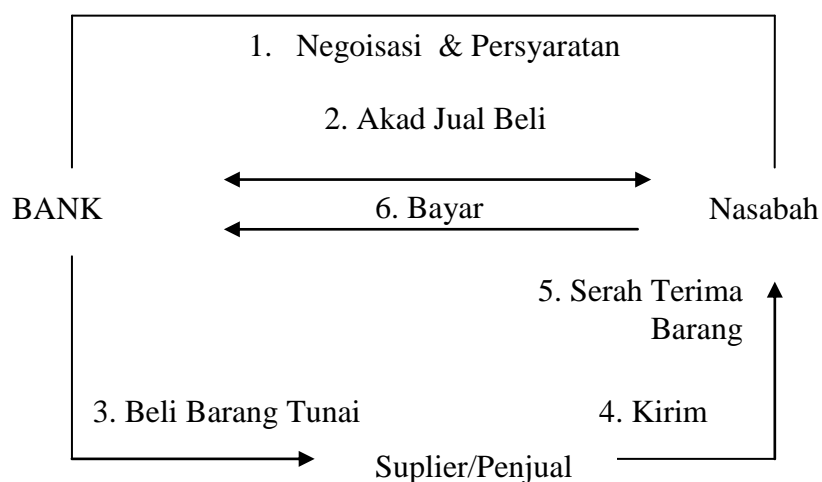 1. Negoisasi & Persyaratan
2. Akad Jual Beli
BANK
6. Bayar
Nasabah
5. Serah Terima
Barang
3. Beli Barang Tunai
4. Kirim
Suplier/Penjual